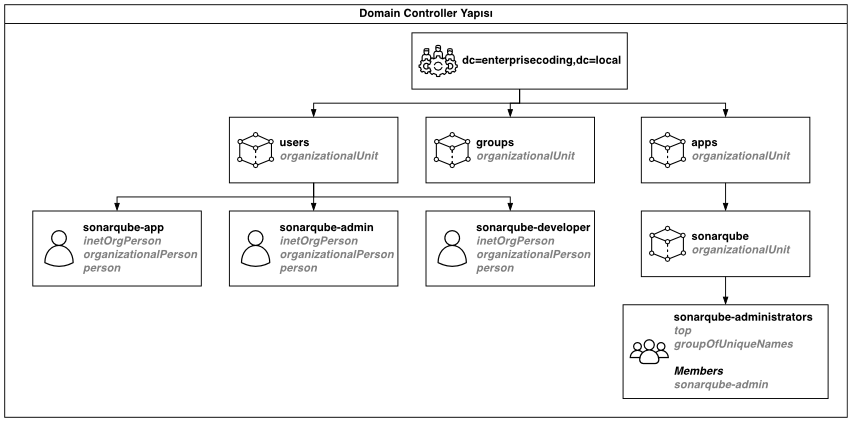 Domain Controller Yapısı
dc=enterprisecoding,dc=local
users
organizationalUnit
groups
organizationalUnit
apps
organizationalUnit
sonarqube-app
inetOrgPerson
organizationalPerson
person
sonarqube-admin
inetOrgPerson
organizationalPerson
person
sonarqube-developer
inetOrgPerson
organizationalPerson
person
sonarqube
organizationalUnit
sonarqube-administrators
top
groupOfUniqueNames
Members
sonarqube-admin